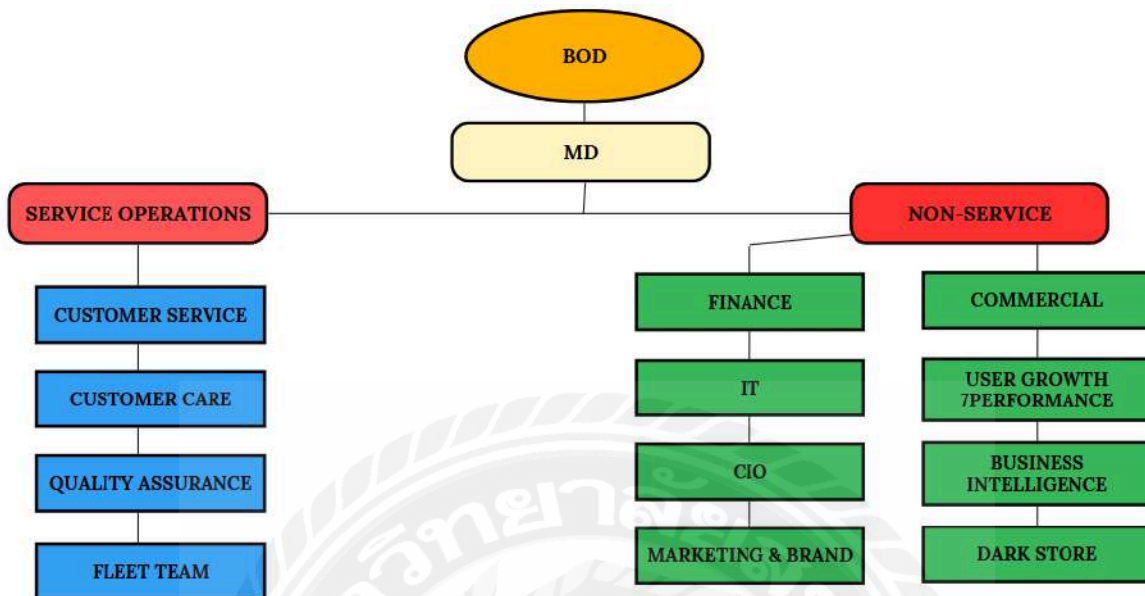 BOD
MD
SERVICE OPERATIONS
NON-SERVICE
CUSTOMER SERVICE
CUSTOMER CARE
QUALITY ASSURANCE
FLEET TEAM
FINANCE
IT
CIO
MARKETING & BRAND
COMMERCIAL
USER GROWTH
7PERFORMANCE
BUSINESS
INTELLIGENCE
DARK STORE